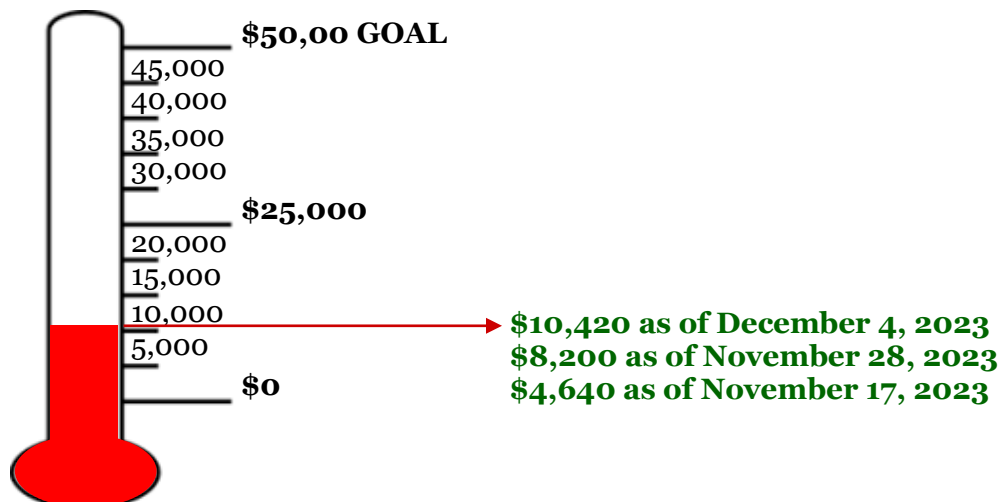 $50,00 GOAL
45,000
40,000
35,000
30,000
$25,000
20,000
15,000
10,000
5,000
$0
$10,420 as of December 4, 2023
$8,200 as of November 28, 2023
$4,640 as of November 17, 2023